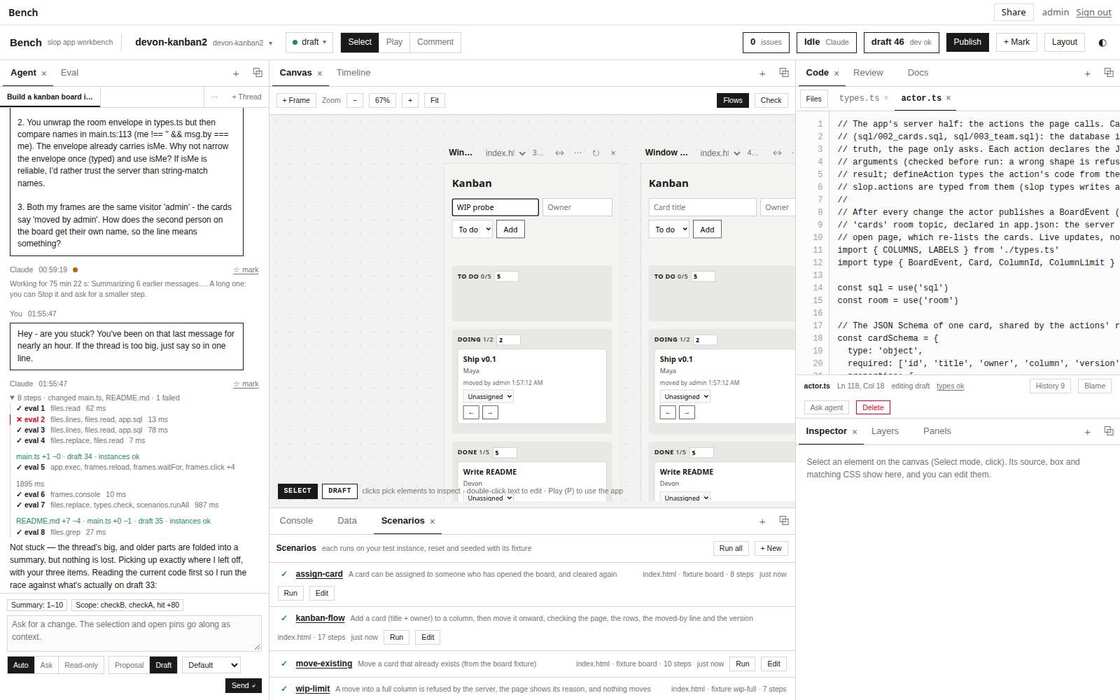 Bench
Share admin Sign out
Bench slop app workbench devon-kanban2 devon-kanban2 ▾ draft ▾ Select Play Comment 0 issues Idle Claude draft 46 dev ok Publish + Mark Layout
Agent × Eval +
Build a kanban board i... ··· + Thread
2. You unwrap the room envelope in types.ts but
then compare names in main.ts:113 (me !== '' && msg.by ===
me). The envelope already carries isMe. Why not narrow
the envelope once (typed) and use isMe? If isMe is
reliable, I'd rather trust the server than string-match
names.
3. Both my frames are the same visitor 'admin' - the cards
say 'moved by admin'. How does the second person on
the board get their own name, so the line means
something?
Claude 00:59:19 ☆ mark
Working for 75 min 22 s: Summarizing 6 earlier messages.... A long one:
you can Stop it and ask for a smaller step.
You 01:55:47
Hey - are you stuck? You've been on that last message for
nearly an hour. If the thread is too big, just say so in one
line.
Claude 01:55:47 ☆ mark
▾ 8 steps · changed main.ts, README.md · 1 failed
✓ eval 1 files.read 62 ms
✕ eval 2 files.lines, files.read, app.sql 13 ms
✓ eval 3 files.lines, files.read, app.sql 78 ms
✓ eval 4 files.replace, files.read 7 ms
main.ts +1 −0 · draft 34 · instances ok
✓ eval 5 app.exec, frames.reload, frames.waitFor, frames.click +4
1895 ms
✓ eval 6 frames.console 10 ms
✓ eval 7 files.replace, types.check, scenarios.runAll 987 ms
README.md +7 −4 · main.ts +0 −1 · draft 35 · instances ok
✓ eval 8 files.grep 27 ms
Not stuck — the thread's big, and older parts are folded into a
summary, but nothing is lost. Picking up exactly where I left off,
with your three items. Reading the current code first so I run the
race against what's actually on draft 33:
Summary: 1–10 Scope: checkB, checkA, hit +80
Ask for a change. The selection and open pins go along as
context.
Auto Ask Read-only Proposal Draft Default
Send
Canvas × Timeline +
+ Frame Zoom − 67% + Fit Flows Check
Win... index.h 3... ··· ×
Kanban
WIP probe Owner
To do Add
TO DO 0/5 5
DOING 1/2 2
Ship v0.1
Maya
moved by admin 1:57:12 AM
Unassigned
← →
DONE 1/5 5
Write README
Devon
Unassigned
Window ... index.h 4...
Kanban
Card title Owner
To do Add
TO DO 0/5 5
DOING 1/2 2
Ship v0.1
Maya
moved by admin 1:57:12 AM
Unassigned
← →
DONE 1/5 5
Write README
Devon
Unassigned
SELECT DRAFT clicks pick elements to inspect · double-click text to edit · Play (P) to use the app
Console Data Scenarios × +
Scenarios each runs on your test instance, reset and seeded with its fixture Run all + New
✓ assign-card A card can be assigned to someone who has opened the board, and cleared again index.html · fixture board · 8 steps just now
Run Edit
✓ kanban-flow Add a card (title + owner) to a column, then move it onward, checking the page, the rows, the moved-by line and the version
index.html · 17 steps just now Run Edit
✓ move-existing Move a card that already exists (from the board fixture) index.html · fixture board · 10 steps just now Run Edit
✓ wip-limit A move into a full column is refused by the server, the page shows its reason, and nothing moves index.html · fixture wip-full · 7 steps
Code × Review Docs +
Files types.ts × actor.ts ×
1 // The app's server half: the actions the page calls. Ca
2 // (sql/002_cards.sql, sql/003_team.sql): the database i
3 // truth, the page only asks. Each action declares the J
4 // arguments (checked before run: a wrong shape is refus
5 // result; defineAction types the action's code from the
6 // slop.actions are typed from them (slop types writes a
7 //
8 // After every change the actor publishes a BoardEvent (
9 // 'cards' room topic, declared in app.json: the server
10 // open page, which re-lists the cards. Live updates, no
11 import { COLUMNS, LABELS } from './types.ts'
12 import type { BoardEvent, Card, ColumnId, ColumnLimit }
13
14 const sql = use('sql')
15 const room = use('room')
16
17 // The JSON Schema of one card, shared by the actions' r
18 const cardSchema = {
19 type: 'object',
20 required: ['id', 'title', 'owner', 'column', 'version'
actor.ts Ln 118, Col 18 editing draft types ok History 9 Blame
Ask agent Delete
Inspector × Layers Panels +
Select an element on the canvas (Select mode, click). Its source, box and
matching CSS show here, and you can edit them.